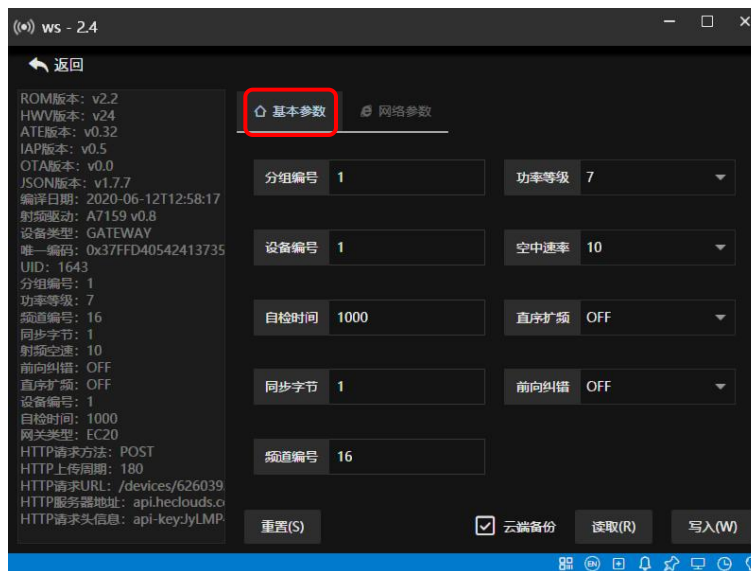 ws - 2.4
返回
ROM版本: v2.2
HWV版本: v24
ATE版本: v0.32
IAP版本: v0.5
OTA版本: v0.0
JSON版本: v1.7.7
编译日期: 2020-06-12T12:58:17
射频驱动: A7159 v0.8
设备类型: GATEWAY
唯一编码: 0x37FFD40542413735
UID: 1643
分组编号: 1
功率等级: 7
频道编号: 16
同步字节: 1
射频空速: 10
前向纠错: OFF
直序扩频: OFF
设备编号: 1
自检时间: 1000
网关类型: EC20
HTTP请求方法: POST
HTTP上传周期: 180
HTTP请求URL: /devices/626039
HTTP服务器地址: api.heclouds.c
HTTP请求头信息: api-key:JyLMP
基本参数 网络参数
分组编号 1 功率等级 7
设备编号 1 空中速率 10
自检时间 1000 直序扩频 OFF
同步字节 1 前向纠错 OFF
频道编号 16
重置(S) 云端备份 读取(R) 写入(W)
EN